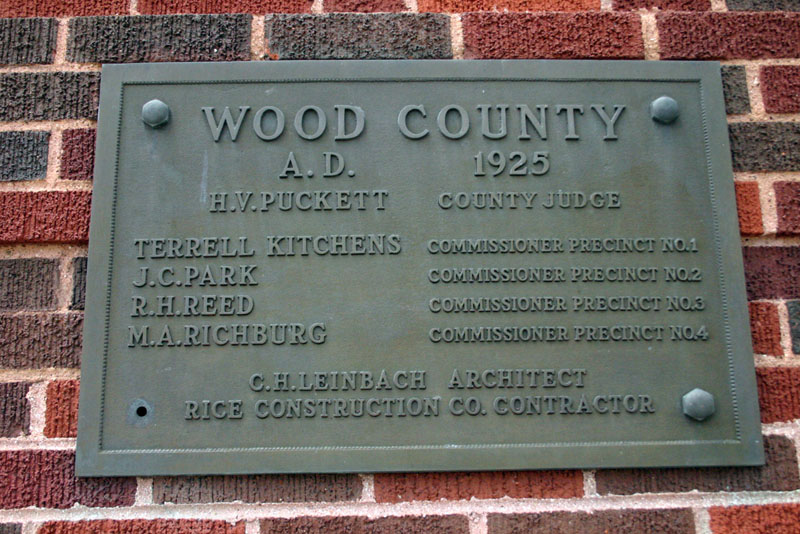 WOOD COUNTY
A.D. 1925
H.V.PUCKETT COUNTY JUDGE
TERRELL KITCHENS COMMISSIONER PRECINCT NO.1
J.C.PARK COMMISSIONER PRECINCT NO.2
R.H.REED COMMISSIONER PRECINCT NO.3
M.A.RICHBURG COMMISSIONER PRECINCT NO.4
C.H.LEINBACH ARCHITECT
RICE CONSTRUCTION CO. CONTRACTOR